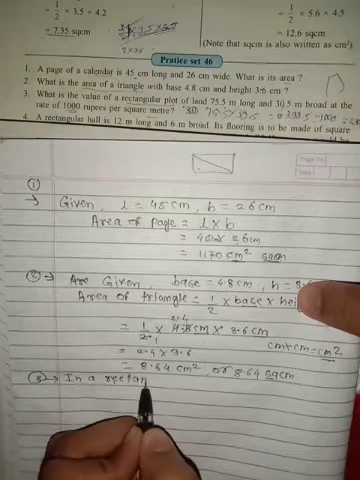 = 1/2 × 3.5 × 4.2
= 7.35 sqcm
= 1/2 × 5.6 × 4.5
= 12.6 sqcm
(Note that sqcm is also written as cm².)
Pratice set 46
1. A page of a calendar is 45 cm long and 26 cm wide. What is its area ?
2. What is the area of a triangle with base 4.8 cm and height 3.6 cm ?
3. What is the value of a rectangular plot of land 75.5 m long and 30.5 m broad at the
rate of 1000 rupees per square metre?
4. A rectangular hall is 12 m long and 6 m broad. Its flooring is to be made of square
Page No.
Date
①
→ Given, l = 45 cm, b = 26 cm
Area of page = l × b
= 45 × 26 cm
= 1170 cm² sqcm
② → Given, base = 4.8 cm, h = 3.
Area of triangle = 1/2 × base × hei
2.4
= 1/2 × 4.8 cm × 3.6 cm
cm×cm = cm²
= 2.4 × 3.6
= 8.64 cm², or 8.64 sqcm
③ → In a rectan